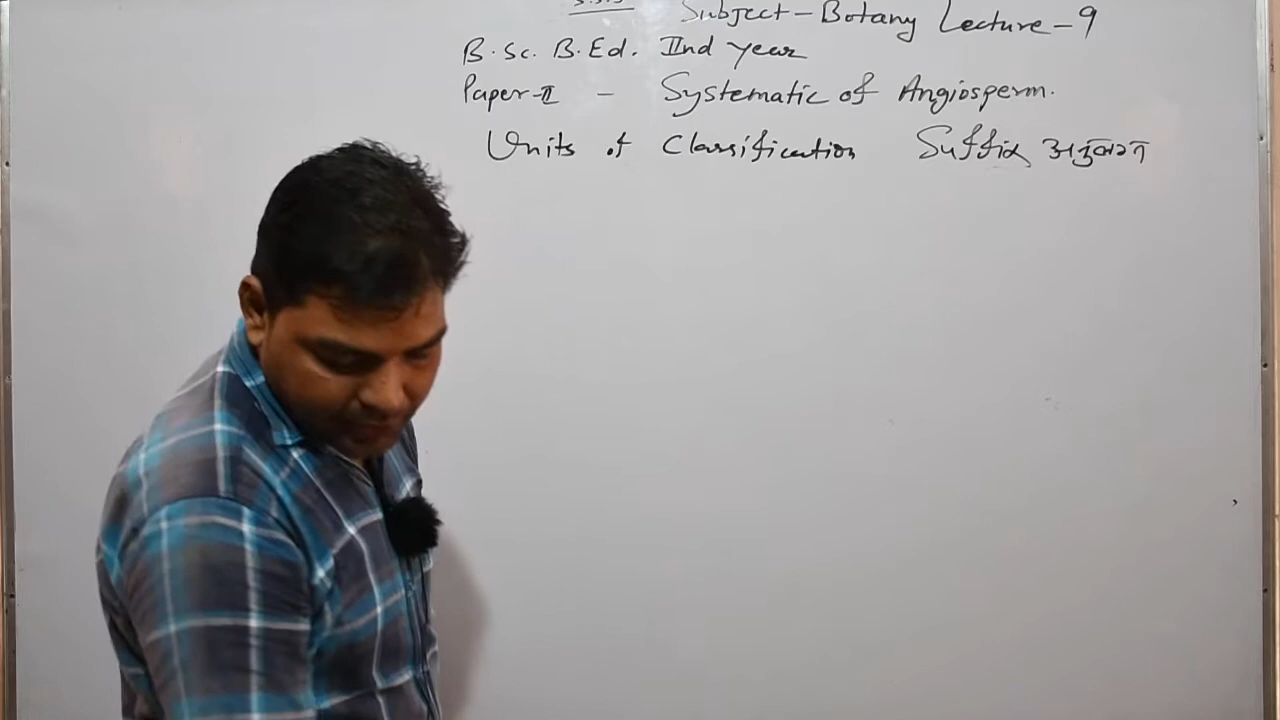 Subject - Botany Lecture - 9
B.Sc. B.Ed. IInd year
Paper-II - Systematic of Angiosperm.
Units of Classification Suffix अनुलग्न